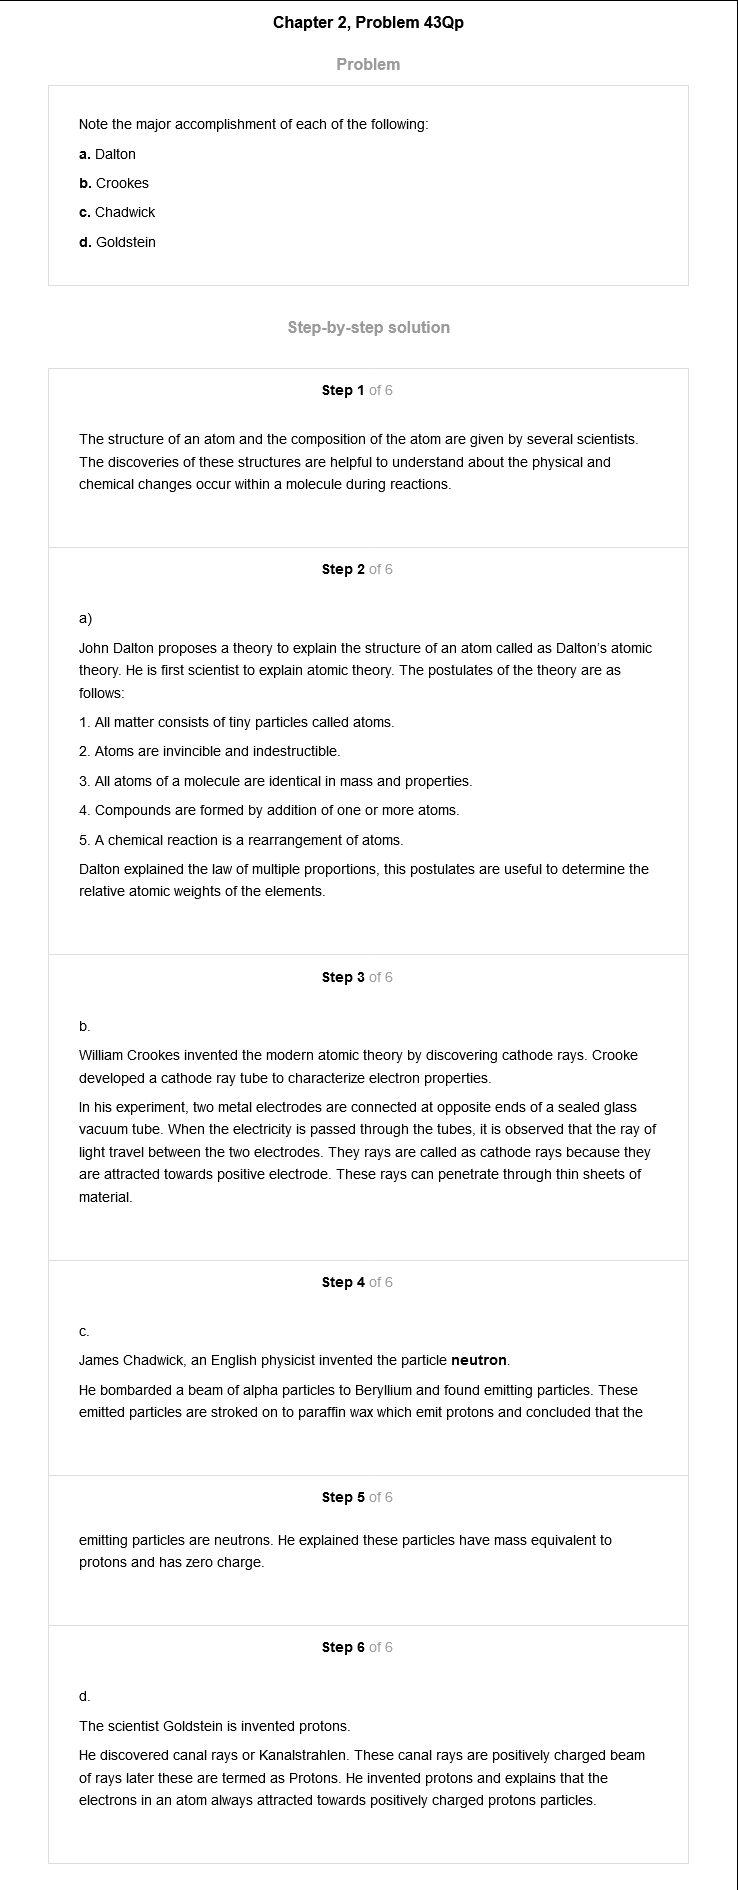 Chapter 2, Problem 43Qp
Problem
Note the major accomplishment of each of the following:
a. Dalton
b. Crookes
c. Chadwick
d. Goldstein
Step-by-step solution
Step 1 of 6
The structure of an atom and the composition of the atom are given by several scientists.
The discoveries of these structures are helpful to understand about the physical and
chemical changes occur within a molecule during reactions.
Step 2 of 6
a)
John Dalton proposes a theory to explain the structure of an atom called as Dalton's atomic
theory. He is first scientist to explain atomic theory. The postulates of the theory are as
follows:
1. All matter consists of tiny particles called atoms.
2. Atoms are invincible and indestructible.
3. All atoms of a molecule are identical in mass and properties.
4. Compounds are formed by addition of one or more atoms.
5. A chemical reaction is a rearrangement of atoms.
Dalton explained the law of multiple proportions, this postulates are useful to determine the
relative atomic weights of the elements.
Step 3 of 6
b.
William Crookes invented the modern atomic theory by discovering cathode rays. Crooke
developed a cathode ray tube to characterize electron properties.
In his experiment, two metal electrodes are connected at opposite ends of a sealed glass
vacuum tube. When the electricity is passed through the tubes, it is observed that the ray of
light travel between the two electrodes. They rays are called as cathode rays because they
are attracted towards positive electrode. These rays can penetrate through thin sheets of
material.
Step 4 of 6
c.
James Chadwick, an English physicist invented the particle neutron.
He bombarded a beam of alpha particles to Beryllium and found emitting particles. These
emitted particles are stroked on to paraffin wax which emit protons and concluded that the
Step 5 of 6
emitting particles are neutrons. He explained these particles have mass equivalent to
protons and has zero charge.
Step 6 of 6
d.
The scientist Goldstein is invented protons.
He discovered canal rays or Kanalstrahlen. These canal rays are positively charged beam
of rays later these are termed as Protons. He invented protons and explains that the
electrons in an atom always attracted towards positively charged protons particles.